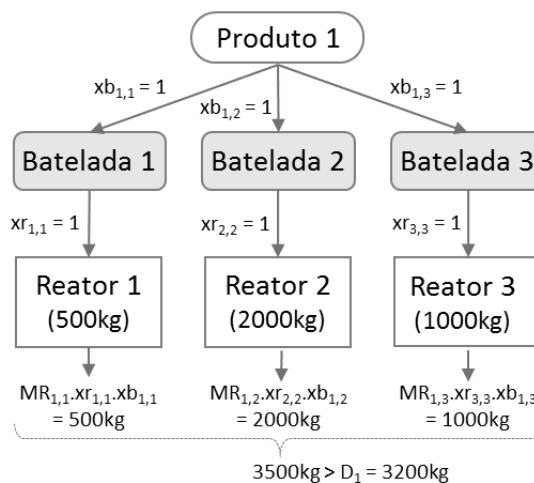 Produto 1
xb1,1 = 1
xb1,2 = 1
xb1,3 = 1
Batelada 1
Batelada 2
Batelada 3
xr1,1 = 1
xr2,2 = 1
xr3,3 = 1
Reator 1
(500kg)
Reator 2
(2000kg)
Reator 3
(1000kg)
MR1,1.xr1,1.xb1,1
= 500kg
MR1,2.xr2,2.xb1,2
= 2000kg
MR1,3.xr3,3.xb1,3
= 1000kg
3500kg > D1 = 3200kg